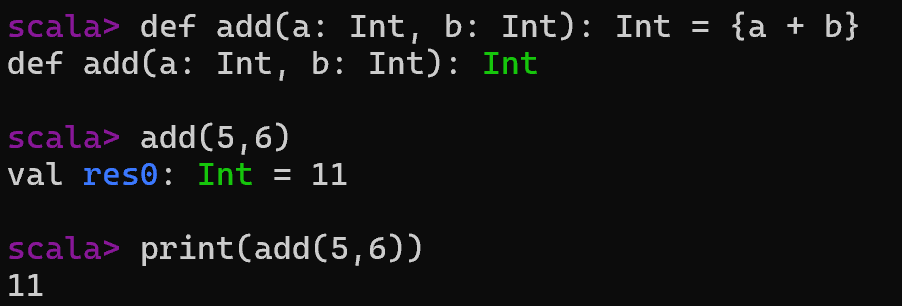 scala> def add(a: Int, b: Int): Int = {a + b}
def add(a: Int, b: Int): Int
scala> add(5,6)
val res0: Int = 11
scala> print(add(5,6))
11